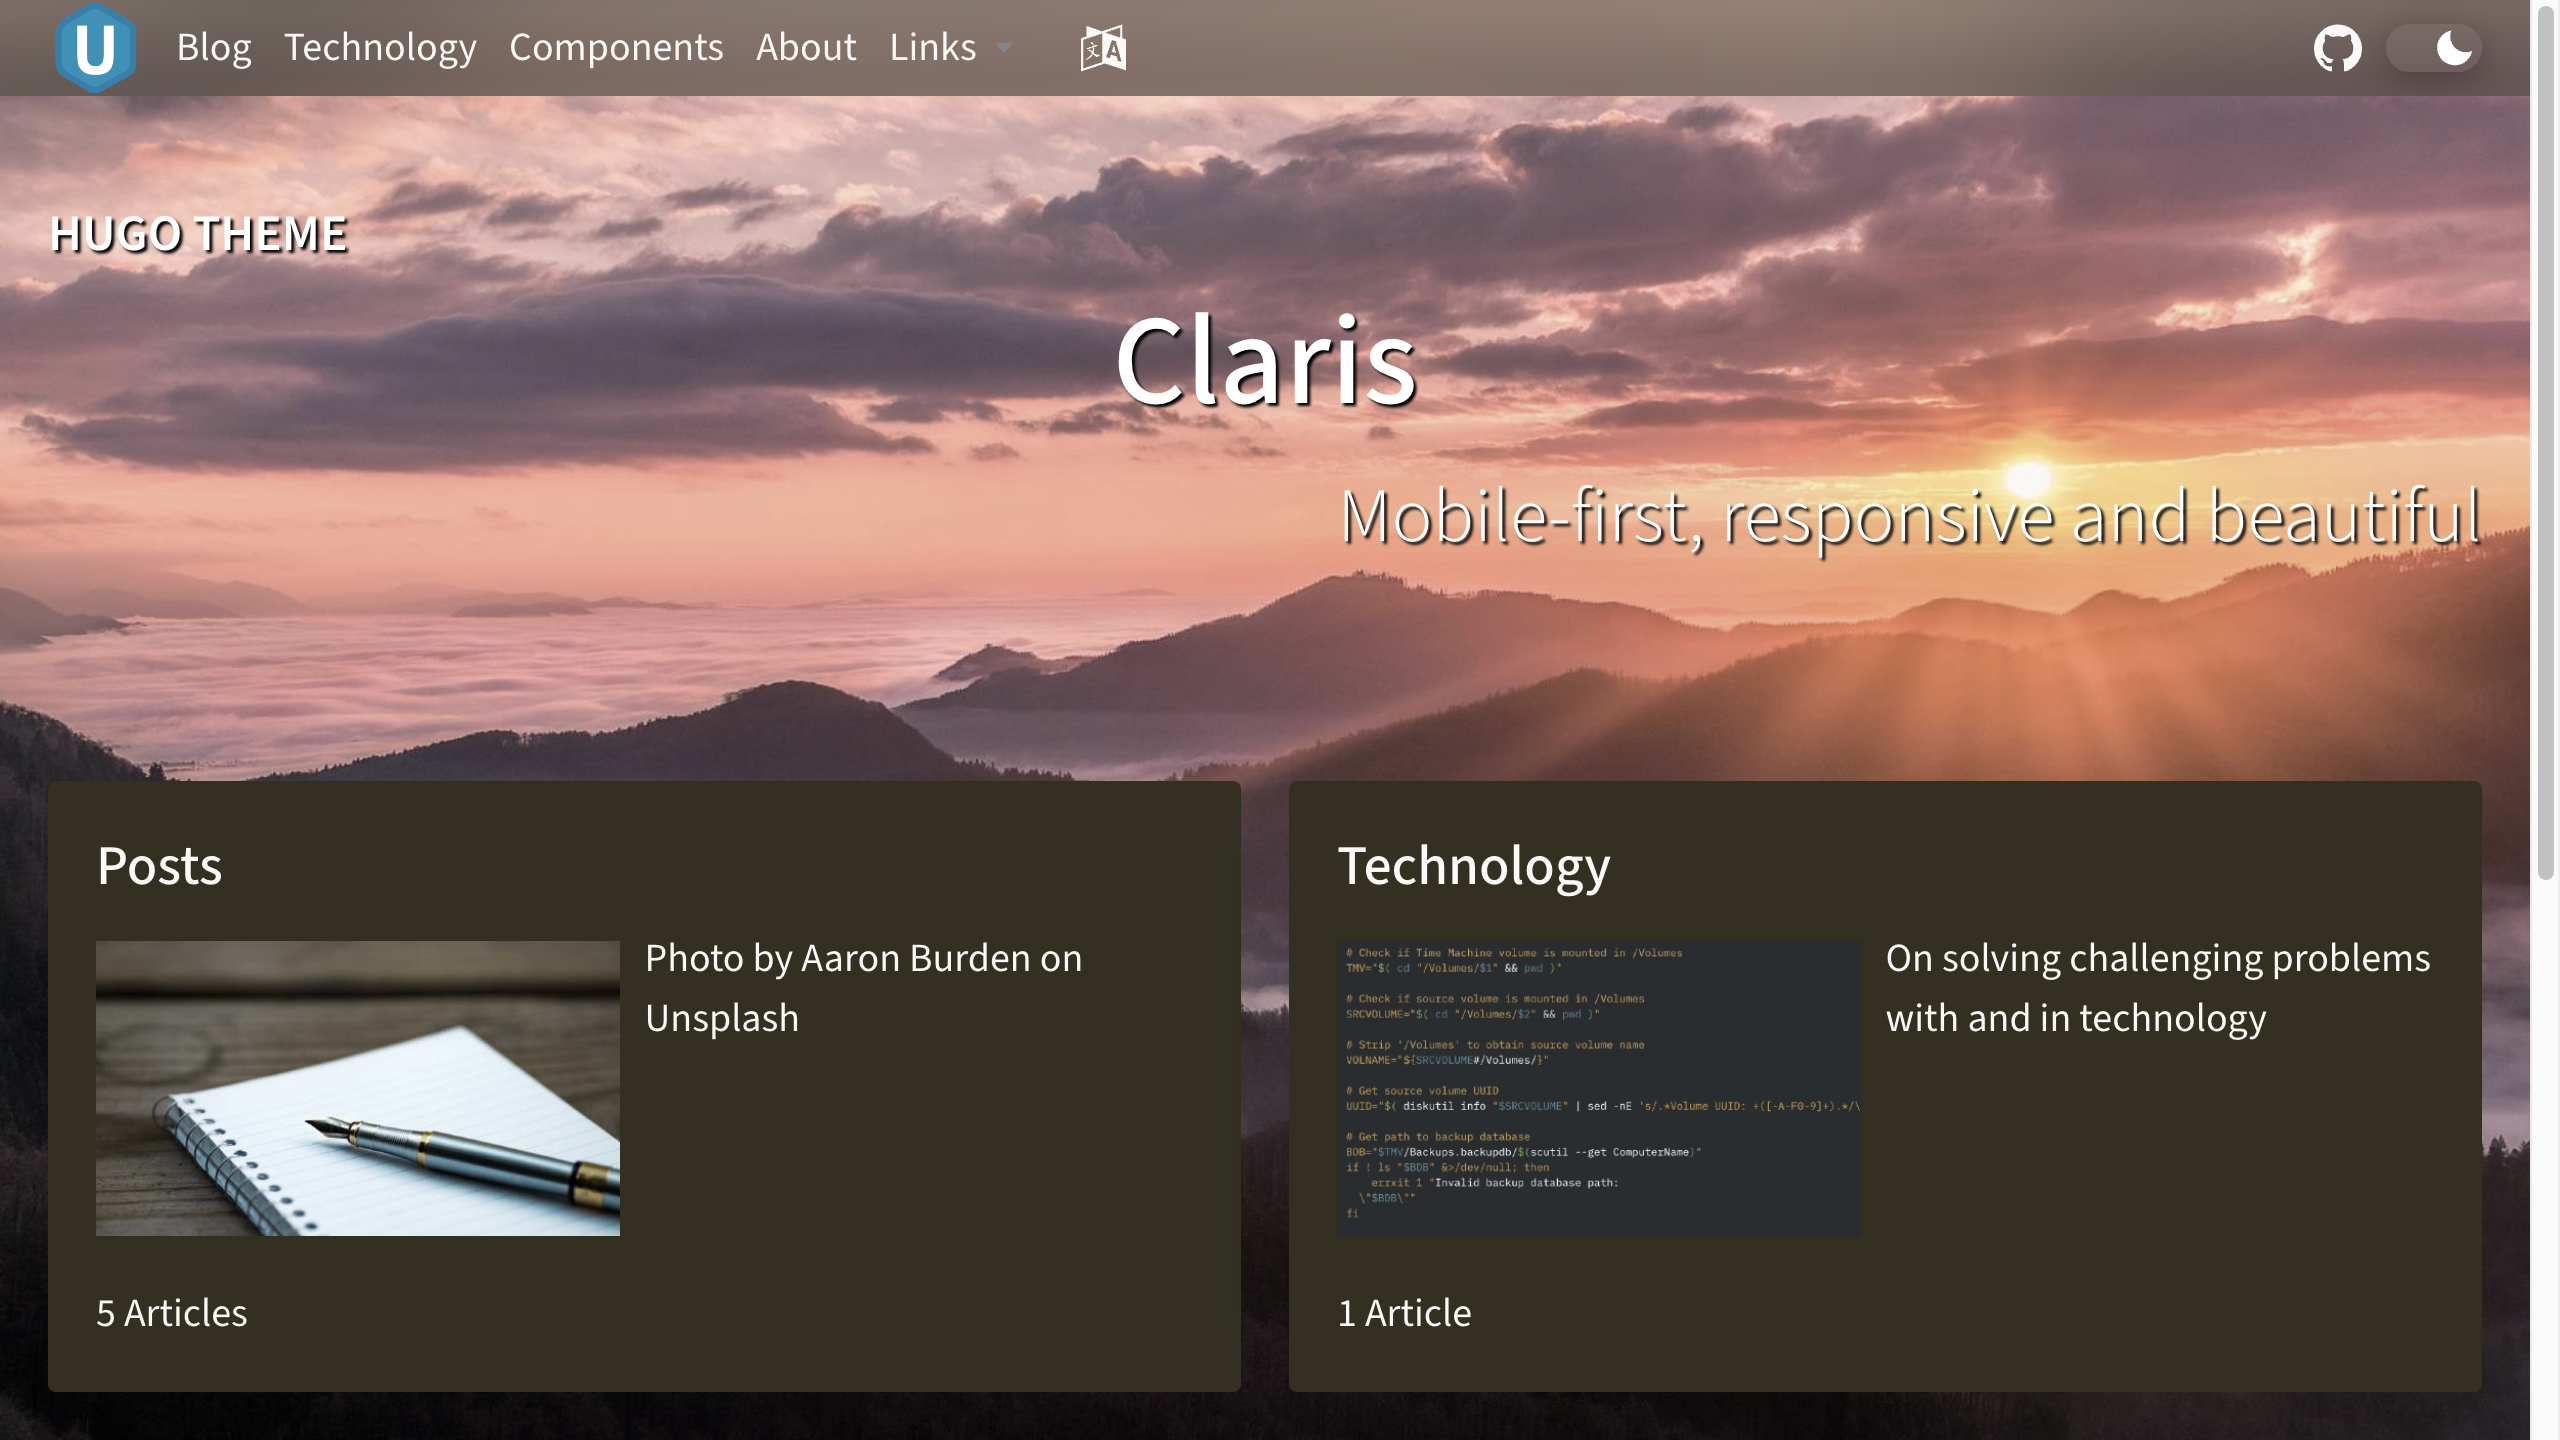 U
Blog Technology Components About Links 文 A
HUGO THEME
Claris
Mobile-first, responsive and beautiful
Posts
Photo by Aaron Burden on
Unsplash
5 Articles
Technology
# Check if Time Machine volume is mounted in /Volumes
TMV="$( cd "/Volumes/$1" && pwd )"
# Check if source volume is mounted in /Volumes
SRCVOLUME="$( cd "/Volumes/$2" && pwd )"
# Strip '/Volumes' to obtain source volume name
VOLNAME="${SRCVOLUME#/Volumes/}"
# Get source volume UUID
UUID="$( diskutil info "$SRCVOLUME" | sed -nE 's/.*Volume UUID: +([-A-F0-9]+).*/\
# Get path to backup database
BDB="$TMV/Backups.backupdb/$(scutil --get ComputerName)"
if ! ls "$BDB" &>/dev/null; then
errxit 1 "Invalid backup database path:
\"$BDB\""
fi
On solving challenging problems
with and in technology
1 Article